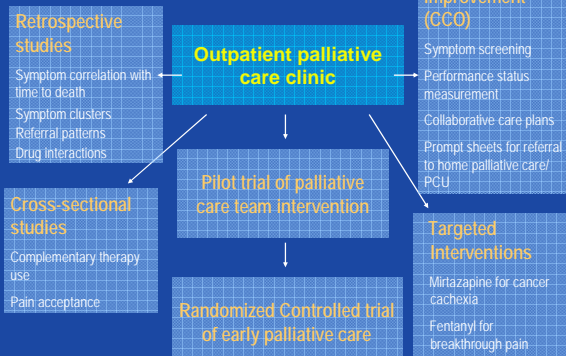 Retrospective
studies
Symptom correlation with
time to death
Symptom clusters
Referral patterns
Drug interactions
Outpatient palliative
care clinic
Improvement
(CCO)
Symptom screening
Performance status
measurement
Collaborative care plans
Prompt sheets for referral
to home palliative care/
PCU
Cross-sectional
studies
Complementary therapy
use
Pain acceptance
Pilot trial of palliative
care team intervention
Randomized Controlled trial
of early palliative care
Targeted
Interventions
Mirtazapine for cancer
cachexia
Fentanyl for
breakthrough pain